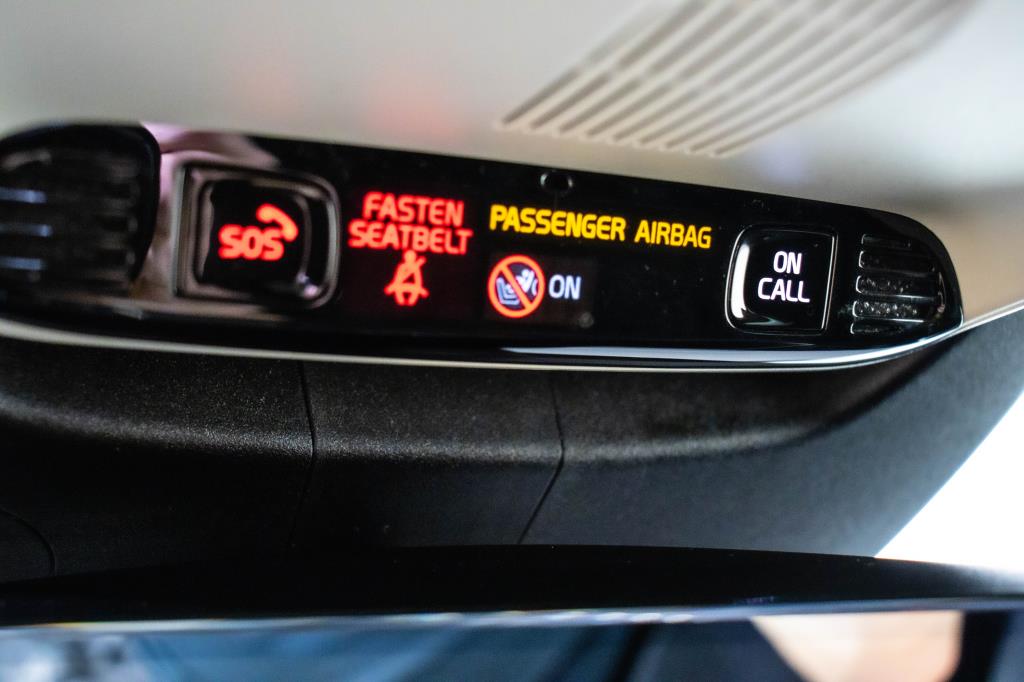 SOS
FASTEN
SEATBELT
PASSENGER AIRBAG
ON
ON
CALL